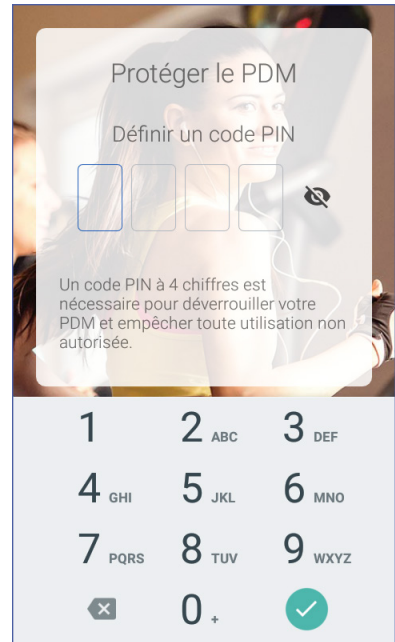 Protéger le PDM
Définir un code PIN
Un code PIN à 4 chiffres est
nécessaire pour déverrouiller votre
PDM et empêcher toute utilisation non
autorisée.
1 2 ABC 3 DEF
4 GHI 5 JKL 6 MNO
7 PQRS 8 TUV 9 WXYZ
0 +